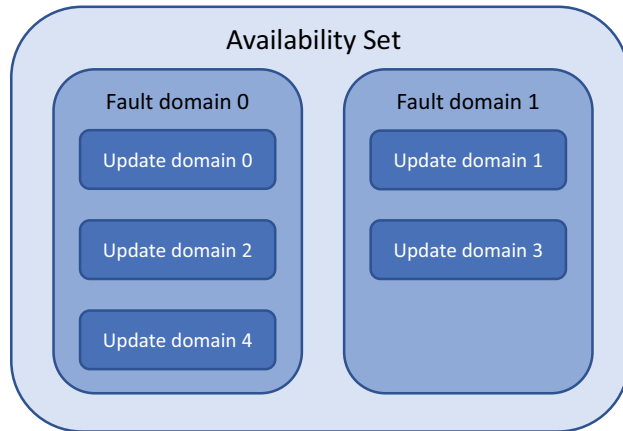 Availability Set
Fault domain 0
Update domain 0
Update domain 2
Update domain 4
Fault domain 1
Update domain 1
Update domain 3